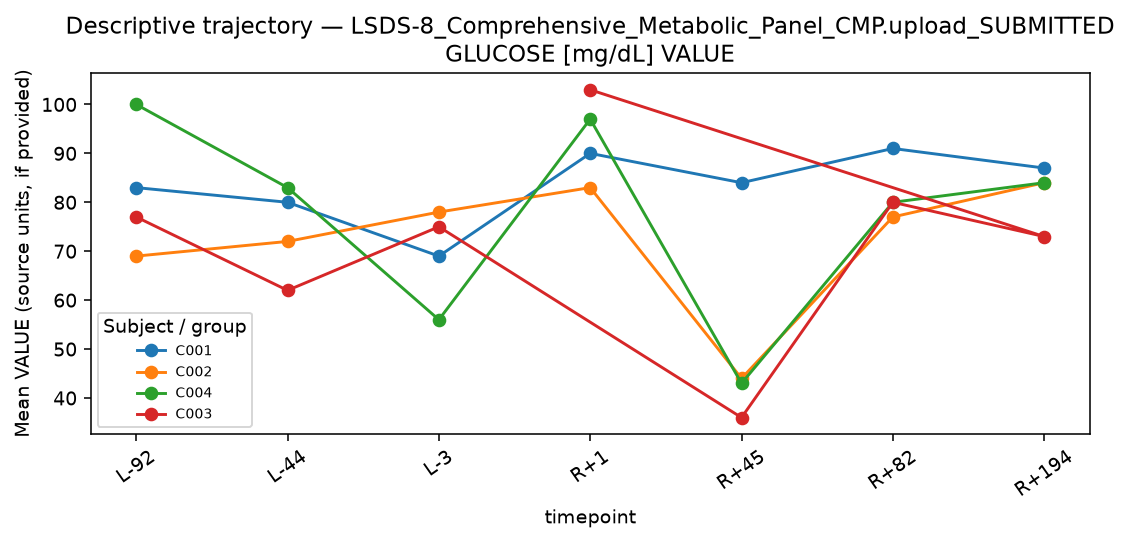 Descriptive trajectory — LSDS-8_Comprehensive_Metabolic_Panel_CMP.upload_SUBMITTED
GLUCOSE [mg/dL] VALUE
Mean VALUE (source units, if provided)
100
90
80
70
60
50
40
Subject / group
C001
C002
C004
C003
L-92
L-44
L-3
R+1
R+45
R+82
R+194
timepoint